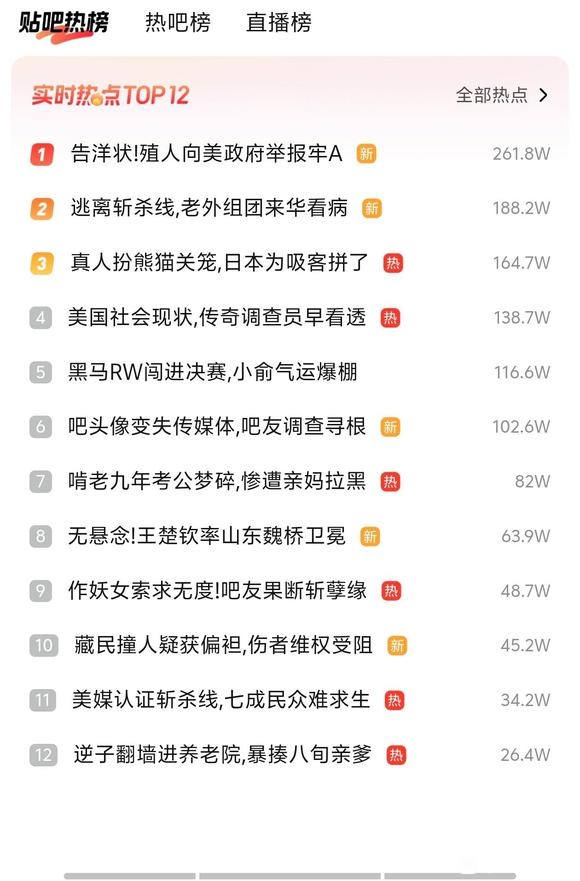 贴吧热榜 热吧榜 直播榜
实时热点TOP12 全部热点
1 告洋状!殖人向美政府举报牢A 新 261.8W
2 逃离斩杀线,老外组团来华看病 新 188.2W
3 真人扮熊猫关笼,日本为吸客拼了 热 164.7W
4 美国社会现状,传奇调查员早看透 热 138.7W
5 黑马RW闯进决赛,小俞气运爆棚 116.6W
6 吧头像变失传媒体,吧友调查寻根 新 102.6W
7 啃老九年考公梦碎,惨遭亲妈拉黑 热 82W
8 无悬念!王楚钦率山东魏桥卫冕 新 63.9W
9 作妖女索求无度!吧友果断斩孽缘 热 48.7W
10 藏民撞人疑获偏袒,伤者维权受阻 新 45.2W
11 美媒认证斩杀线,七成民众难求生 热 34.2W
12 逆子翻墙进养老院,暴揍八旬亲爹 热 26.4W